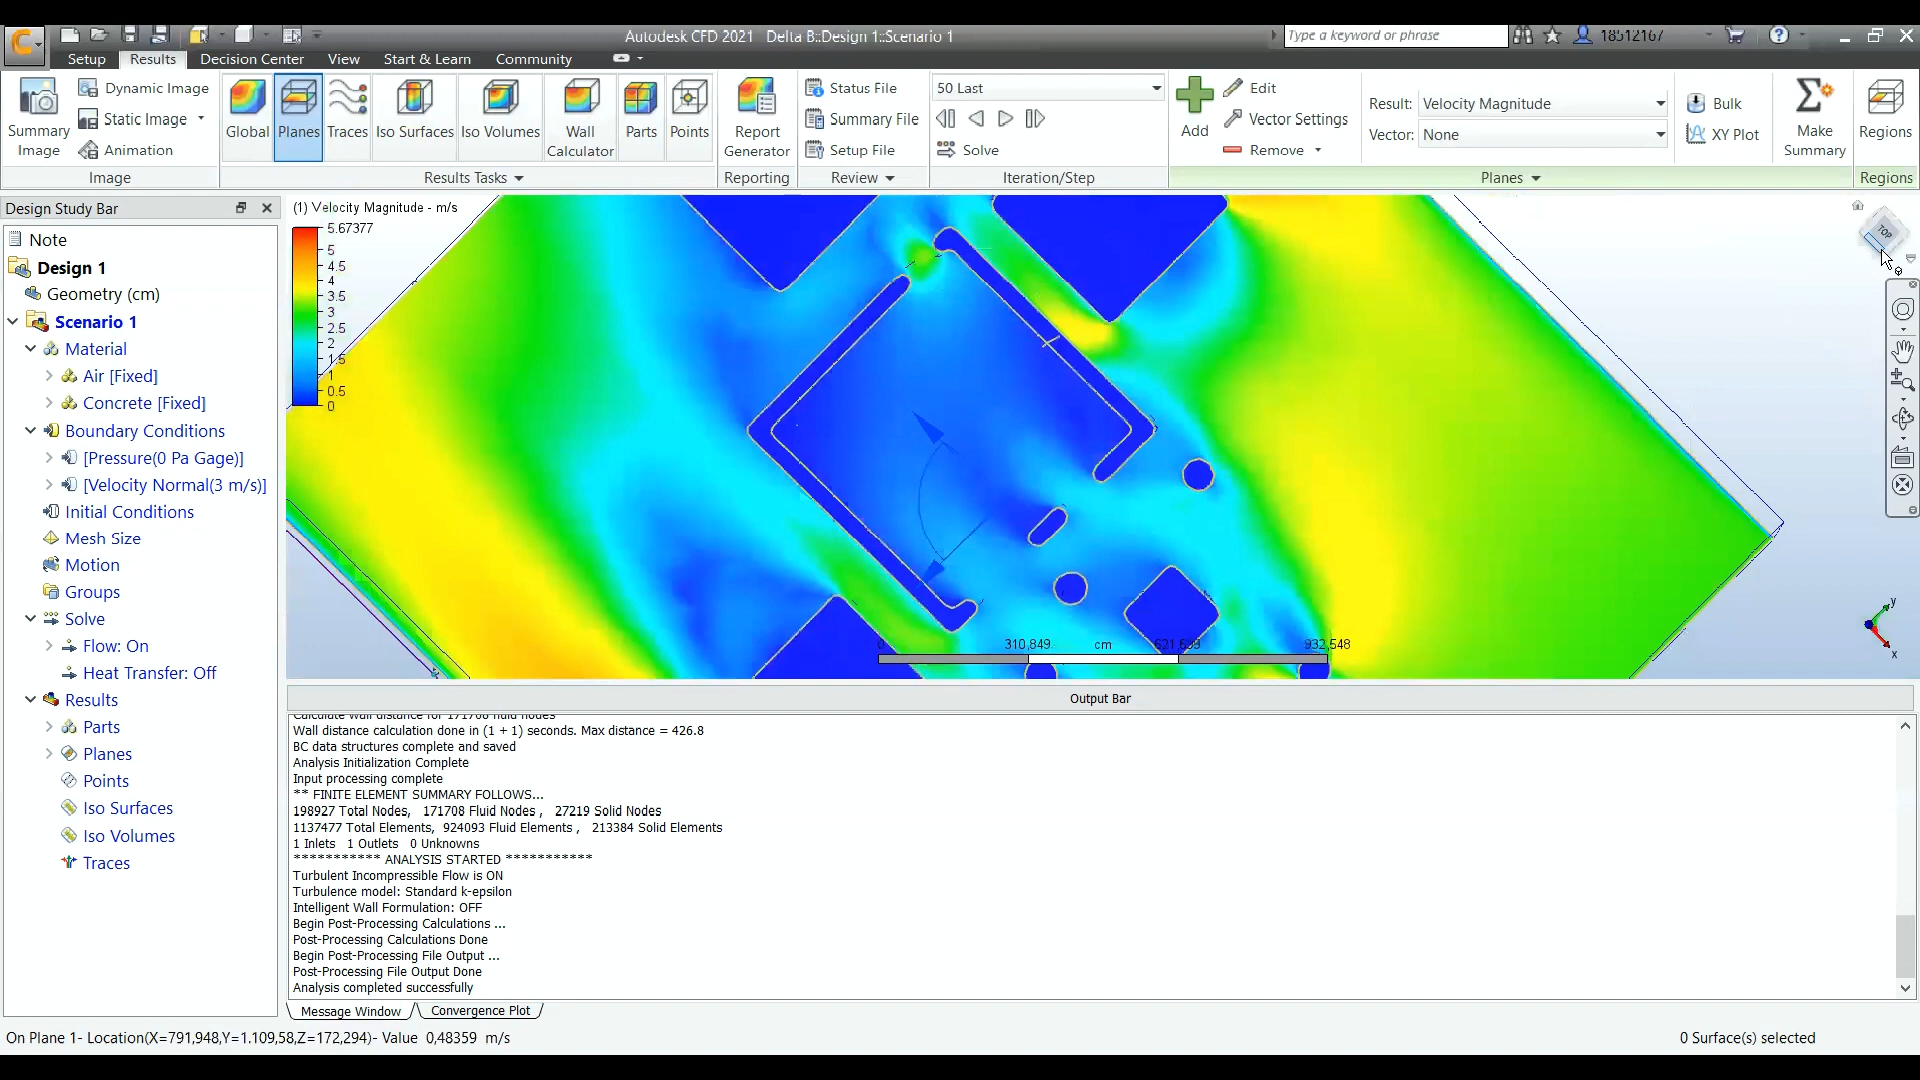 Autodesk CFD 2021 Delta B::Design 1::Scenario 1
Type a keyword or phrase
18512167
Setup
Results
Decision Center
View
Start & Learn
Community
Summary Image
Dynamic Image
Static Image
Animation
Image
Global
Planes
Traces
Iso Surfaces
Iso Volumes
Wall Calculator
Parts
Points
Results Tasks
Report Generator
Reporting
Status File
Summary File
Setup File
Review
50 Last
Solve
Iteration/Step
Add
Edit
Vector Settings
Remove
Result: Velocity Magnitude
Vector: None
Bulk
XY Plot
Make Summary
Planes
Regions
Regions
Design Study Bar
Note
Design 1
Geometry (cm)
Scenario 1
Material
Air [Fixed]
Concrete [Fixed]
Boundary Conditions
[Pressure(0 Pa Gage)]
[Velocity Normal(3 m/s)]
Initial Conditions
Mesh Size
Motion
Groups
Solve
Flow: On
Heat Transfer: Off
Results
Parts
Planes
Points
Iso Surfaces
Iso Volumes
Traces
(1) Velocity Magnitude - m/s
5.67377
5
4.5
4
3.5
3
2.5
2
1.5
1
0.5
0
TOP
y
x
0 310,849 cm 621,699 932,548
Output Bar
Calculate wall distance for 171708 fluid nodes
Wall distance calculation done in (1 + 1) seconds. Max distance = 426.8
BC data structures complete and saved
Analysis Initialization Complete
Input processing complete
** FINITE ELEMENT SUMMARY FOLLOWS...
198927 Total Nodes, 171708 Fluid Nodes , 27219 Solid Nodes
1137477 Total Elements, 924093 Fluid Elements , 213384 Solid Elements
1 Inlets 1 Outlets 0 Unknowns
*********** ANALYSIS STARTED ***********
Turbulent Incompressible Flow is ON
Turbulence model: Standard k-epsilon
Intelligent Wall Formulation: OFF
Begin Post-Processing Calculations ...
Post-Processing Calculations Done
Begin Post-Processing File Output ...
Post-Processing File Output Done
Analysis completed successfully
Message Window
Convergence Plot
On Plane 1- Location(X=791,948,Y=1.109,58,Z=172,294)- Value 0,48359 m/s
0 Surface(s) selected